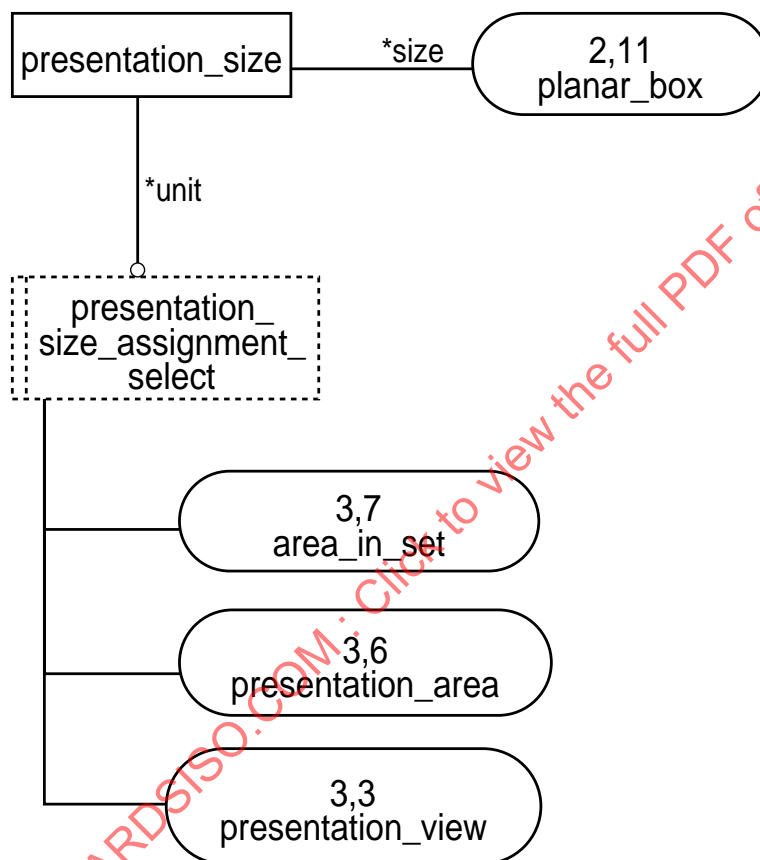 presentation_size
*size
2,11
planar_box
*unit
presentation_
size_assignment_
select
3,7
area_in_set
3,6
presentation_area
3,3
presentation_view
ARDSISO.COM : Click to view the full PDF of